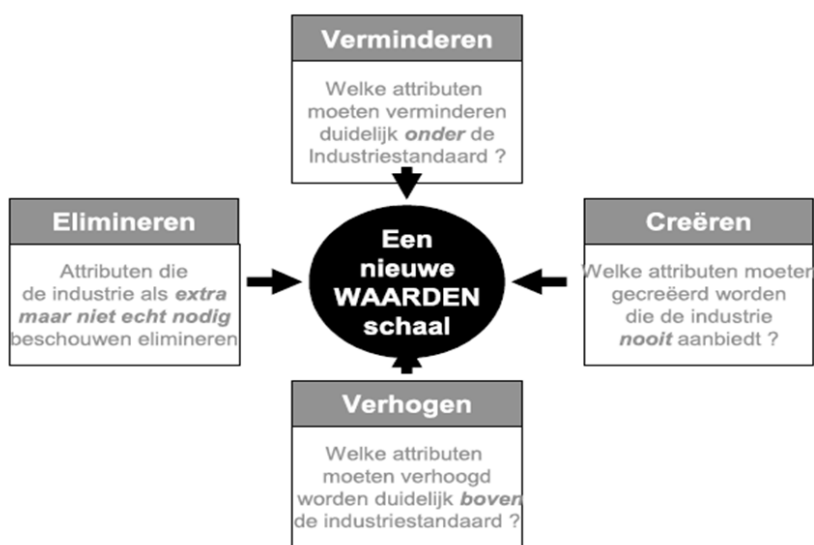 Verminderen
Welke attributen
moeten verminderen
duidelijk onder de
Industriestandaard ?
Elimineren
Attributen die
de industrie als extra
maar niet echt nodig
beschouwen elimineren
Een
nieuwe
WAARDEN
schaal
Creëren
Welke attributen moeten
gecreëerd worden
die de industrie
nooit aanbiedt ?
Verhogen
Welke attributen
moeten verhoogd
worden duidelijk boven
de industriestandaard ?